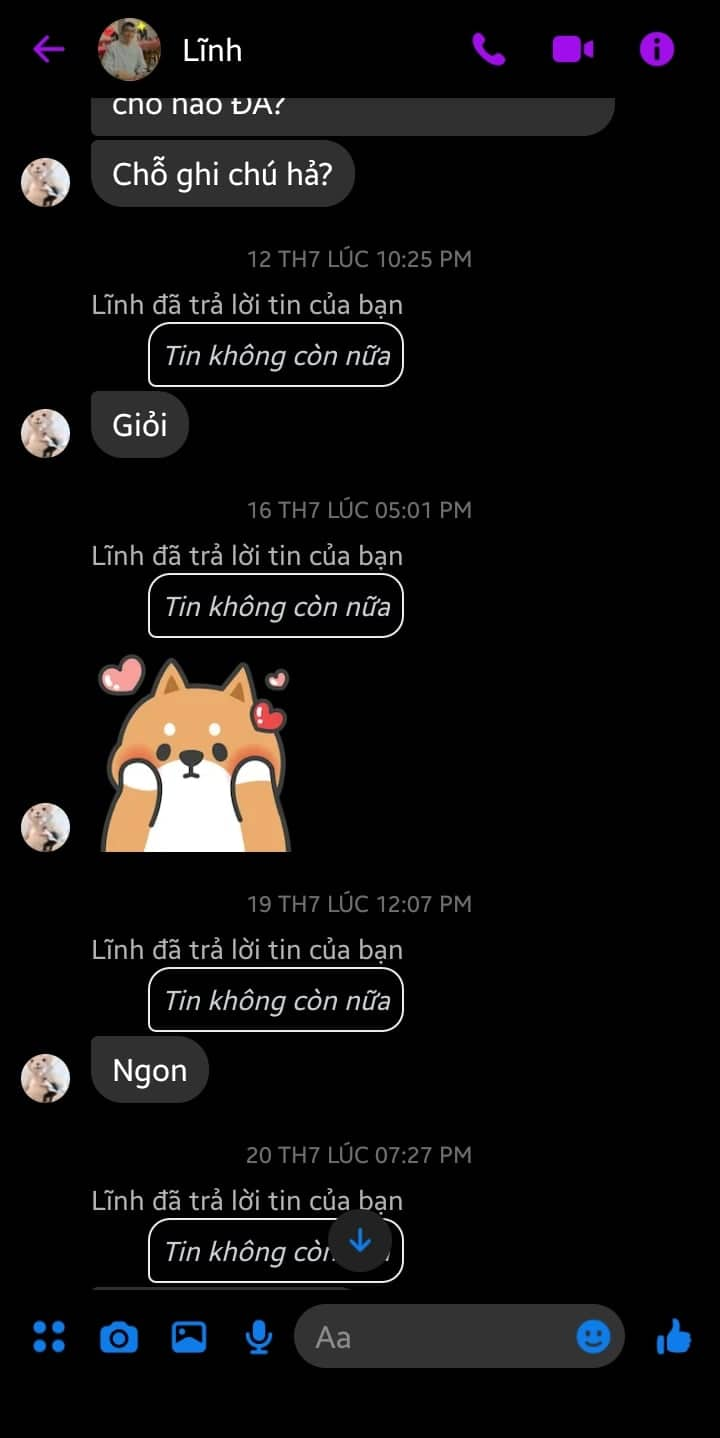 Lĩnh
chỗ nào ĐA?
Chỗ ghi chú hả?
12 TH7 LÚC 10:25 PM
Lĩnh đã trả lời tin của bạn
Tin không còn nữa
Giỏi
16 TH7 LÚC 05:01 PM
Lĩnh đã trả lời tin của bạn
Tin không còn nữa
19 TH7 LÚC 12:07 PM
Lĩnh đã trả lời tin của bạn
Tin không còn nữa
Ngon
20 TH7 LÚC 07:27 PM
Lĩnh đã trả lời tin của bạn
Tin không
Aa